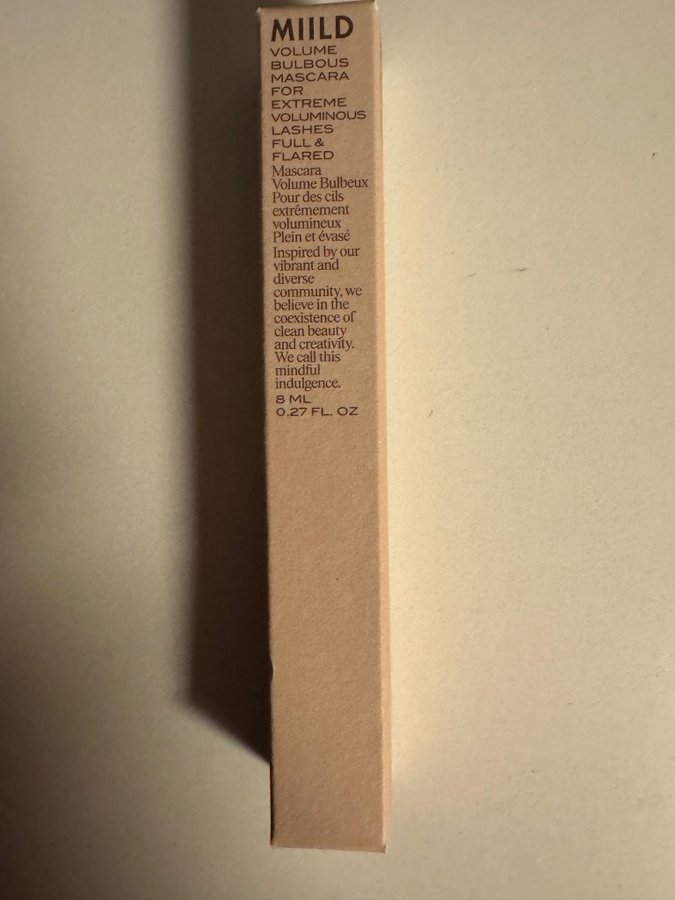 MIILD
VOLUME
BULBOUS
MASCARA
FOR
EXTREME
VOLUMINOUS
LASHES
FULL &
FLARED
Mascara
Volume Bulbeux
Pour des cils
extrêmement
volumineux
Plein et évasé
Inspired by our
vibrant and
diverse
community, we
believe in the
coexistence of
clean beauty
and creativity.
We call this
mindful
indulgence.
8 ML
0.27 FL. OZ